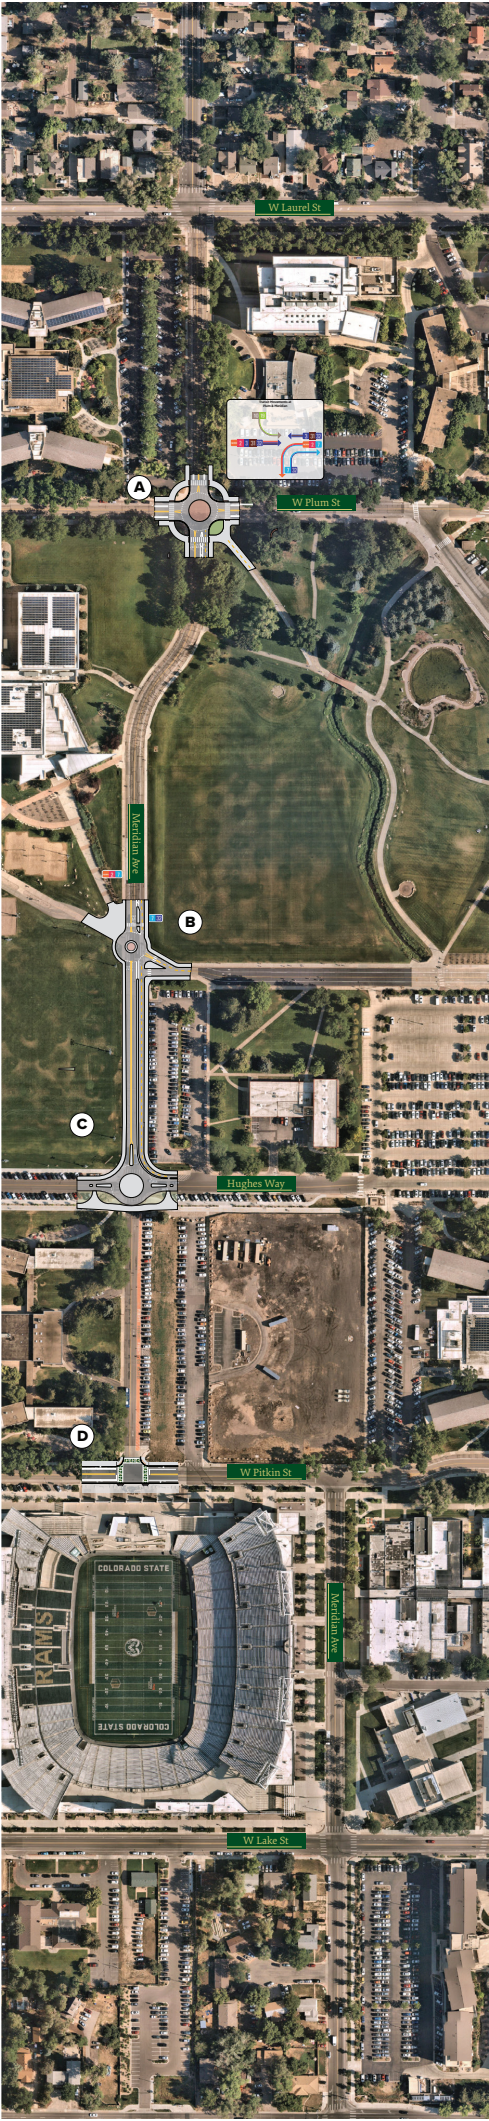 W Laurel St
A
W Plum St
Meridian Ave
B
C
Hughes Way
D
W Pitkin St
COLORADO STATE
RAMS
Meridian Ave
COLORADO STATE
W Lake St